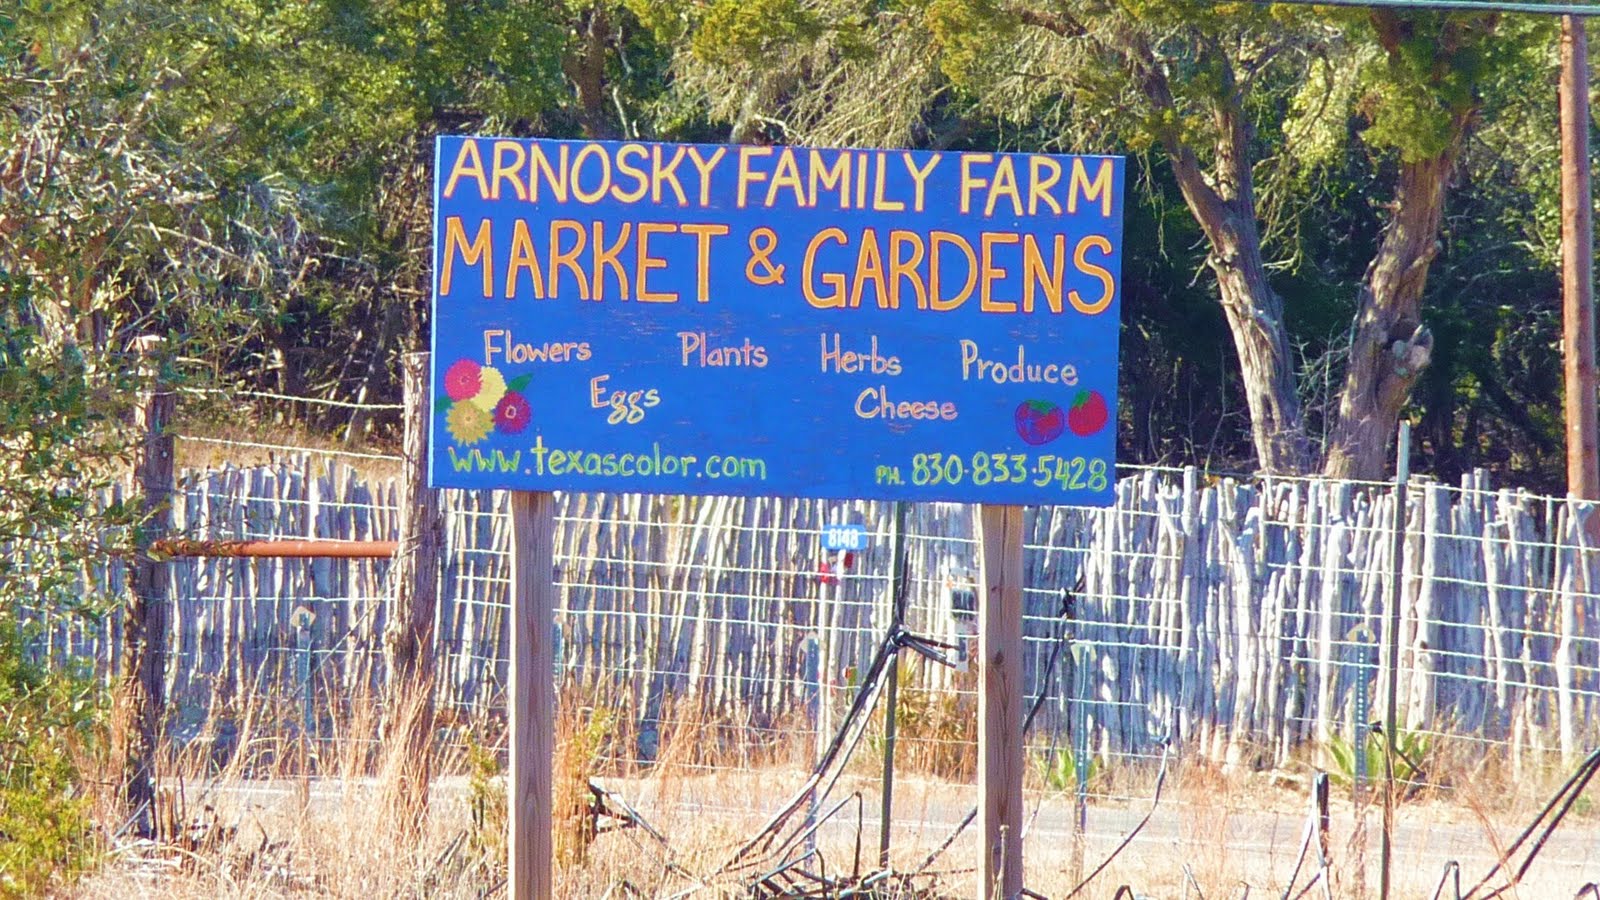 ARNOSKY FAMILY FARM
MARKET & GARDENS
Flowers Plants Herbs Produce
Eggs Cheese
www.texascolor.com PH. 830-833-5428
8148